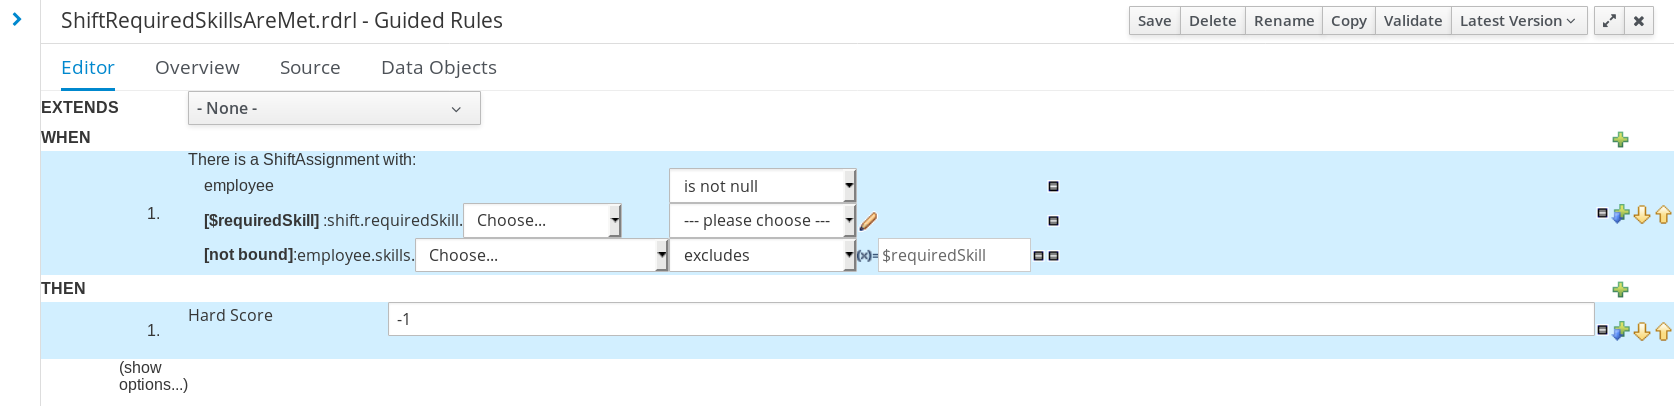 ShiftRequiredSkillsAreMet.rdrl - Guided Rules
Save Delete Rename Copy Validate Latest Version
Editor Overview Source Data Objects
EXTENDS - None -
WHEN
There is a ShiftAssignment with:
employee is not null
1.
[$requiredSkill] :shift.requiredSkill. Choose... --- please choose ---
[not bound]:employee.skills. Choose... excludes (x)= $requiredSkill
THEN
Hard Score -1
1.
(show
options...)